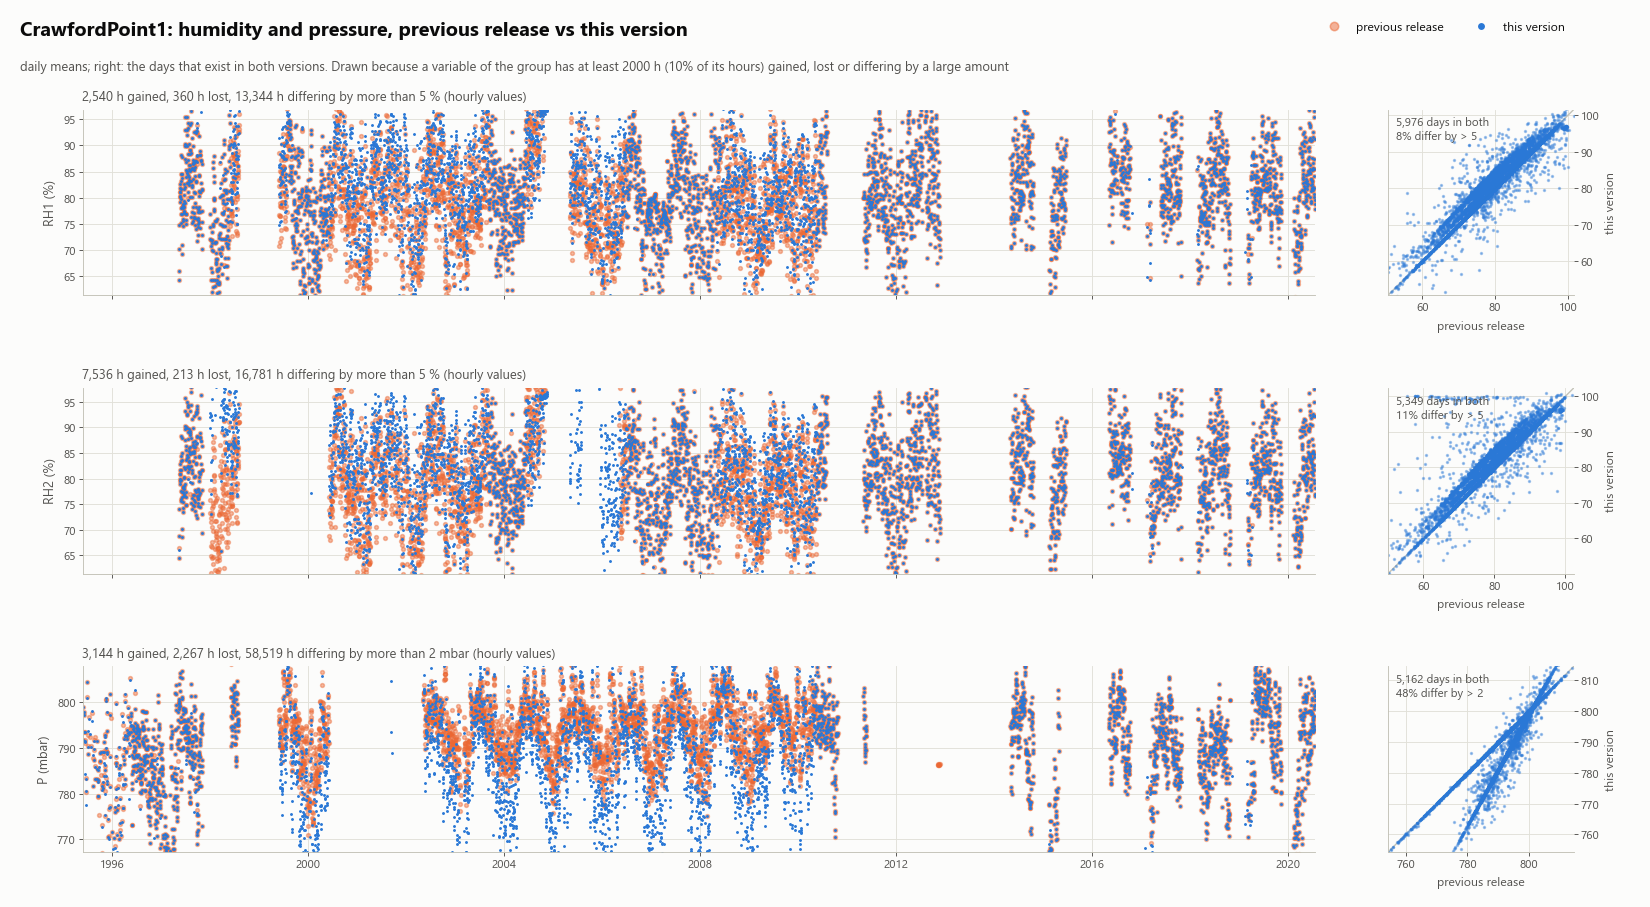 CrawfordPoint1: humidity and pressure, previous release vs this version
previous release
this version
daily means; right: the days that exist in both versions. Drawn because a variable of the group has at least 2000 h (10% of its hours) gained, lost or differing by a large amount
2,540 h gained, 360 h lost, 13,344 h differing by more than 5 % (hourly values)
RH1 (%)
95
90
85
80
75
70
65
5,976 days in both
8% differ by > 5
100
90
80
70
60
this version
60
80
100
previous release
7,536 h gained, 213 h lost, 16,781 h differing by more than 5 % (hourly values)
RH2 (%)
95
90
85
80
75
70
65
5,349 days in both
11% differ by > 5
100
90
80
70
60
this version
60
80
100
previous release
3,144 h gained, 2,267 h lost, 58,519 h differing by more than 2 mbar (hourly values)
P (mbar)
800
790
780
770
1996
2000
2004
2008
2012
2016
2020
5,162 days in both
48% differ by > 2
810
800
790
780
770
760
this version
760
780
800
previous release